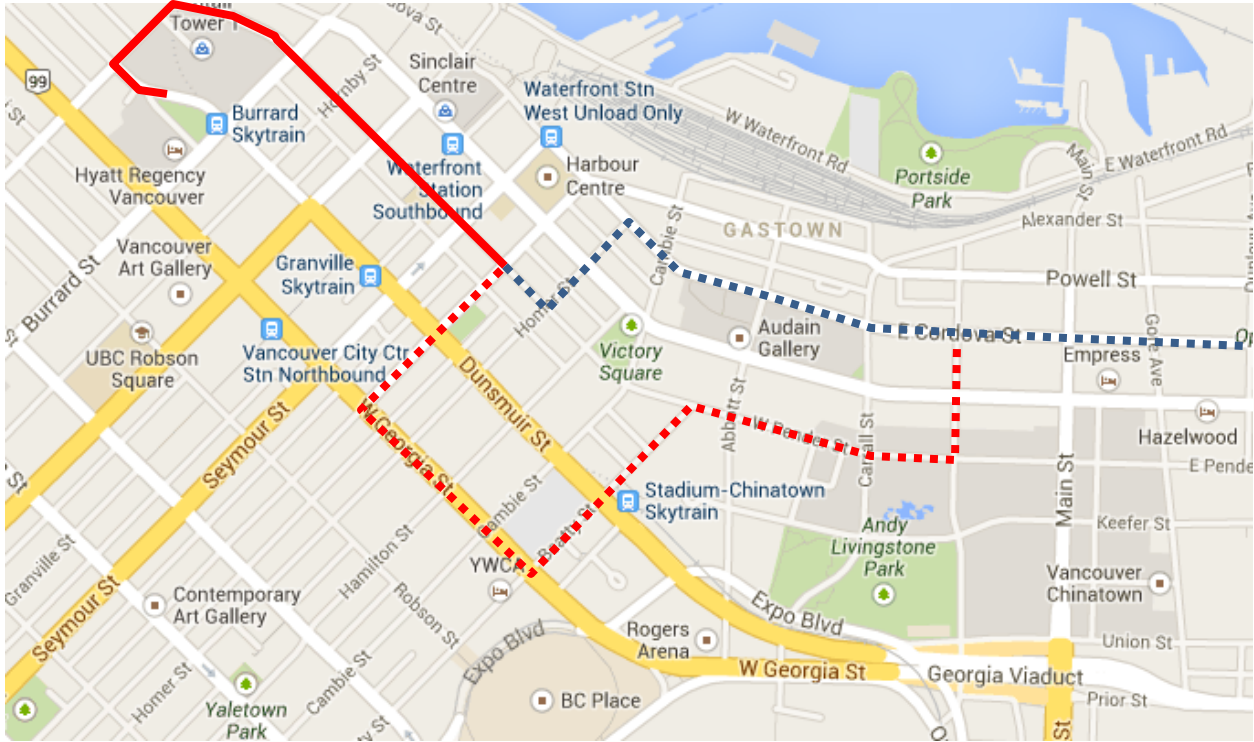 Tower 1
99
Hornby St
Sinclair
Centre
Waterfront Stn
West Unload Only
W Waterfront Rd
E Waterfront Rd
Main St
Portside
Park
Alexander St
Burrard
Skytrain
Hyatt Regency
Vancouver
Waterfront
Station
Southbound
Harbour
Centre
GASTOWN
Cambie St
Powell St
Burrard St
Vancouver
Art Gallery
Granville
Skytrain
Homer St
Victory
Square
Audain
Gallery
E Cordova St
Empress
Gore Ave
Op
UBC Robson
Square
Vancouver City Ctr
Stn Northbound
Dunsmuir St
W Georgia St
Seymour St
Abbott St
W Pender St
Carrall St
Hazelwood
E Pende
Main St
Stadium-Chinatown
Skytrain
Cambie St
Beatty St
YWCA
Andy
Livingstone
Park
Keefer St
Vancouver
Chinatown
Granville St
Hamilton St
Robson St
Contemporary
Art Gallery
Seymour St
Expo Blvd
Expo Blvd
Rogers
Arena
W Georgia St
Georgia Viaduct
Union St
Prior St
BC Place
Homer St
Yaletown
Park
Cambie St
St